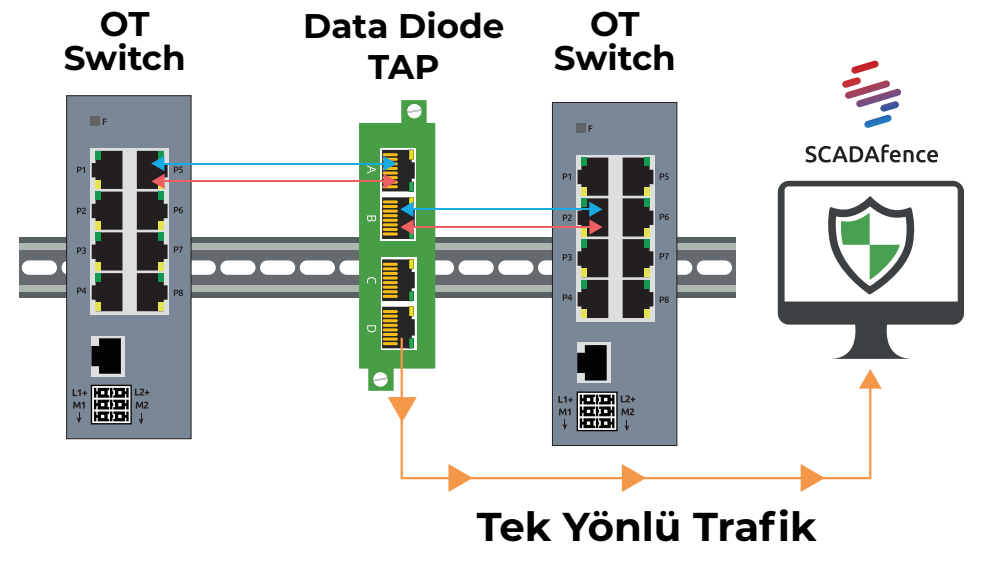 OT
Switch
Data Diode
TAP
OT
Switch
SCADAfence
F
P1 P5
P2 P6
P3 P7
P4 P8
L1+ L2+
M1 M2
A
B
C
D
F
P1 P5
P2 P6
P3 P7
P4 P8
L1+ L2+
M1 M2
Tek Yönlü Trafik